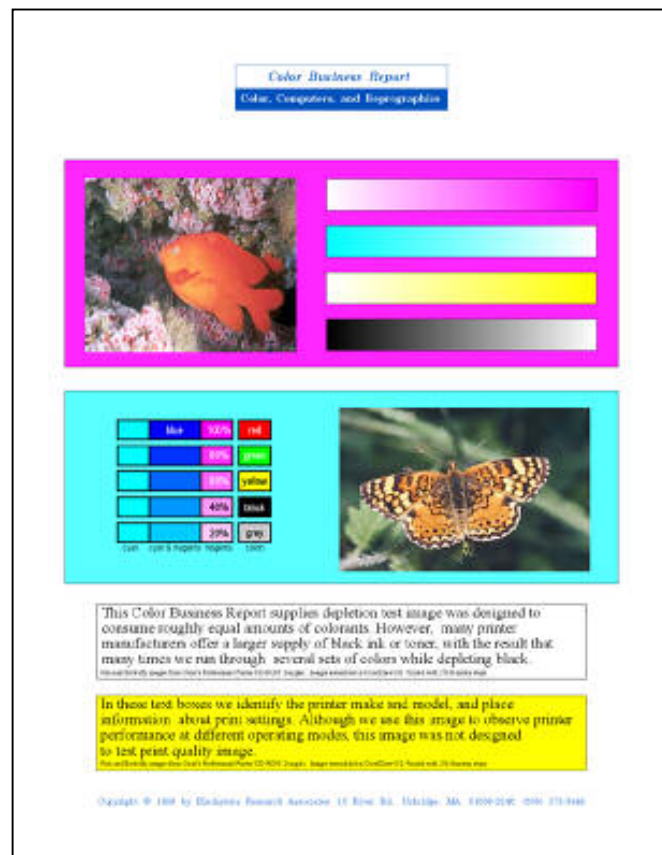 Color Business Report
Color, Computers, and Reprographics
blue 100% red
80% green
60% yellow
40% black
20% grey
cyan cyan & magenta magenta
This Color Business Report supplies depletion test image was designed to
consume roughly equal amounts of colorants. However, many printer
manufacturers offer a larger supply of black ink or toner, with the result that
many times we run through several sets of colors while depleting black.
In these text boxes we identify the printer make and model, and place
information about print settings. Although we use this image to observe printer
performance at different operating modes, this image was not designed
to test print quality image.
Copyright © by Blackstone Research Associates 10 River Rd. Uxbridge, MA